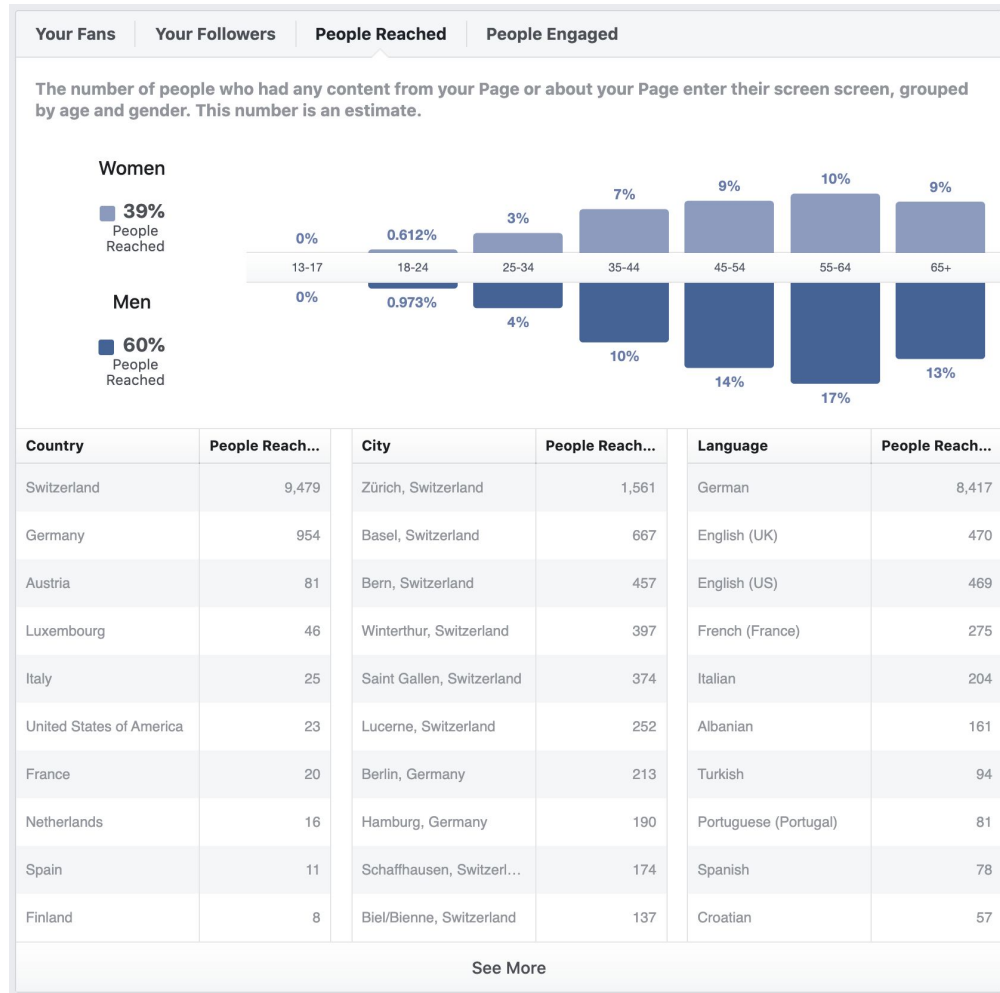 Your Fans Your Followers People Reached People Engaged
The number of people who had any content from your Page or about your Page enter their screen screen, grouped
by age and gender. This number is an estimate.
Women
39%
People
Reached
0% 0.612% 3% 7% 9% 10% 9%
13-17 18-24 25-34 35-44 45-54 55-64 65+
Men
60%
People
Reached
0% 0.973% 4% 10% 14% 17% 13%
Country People Reach... City People Reach... Language People Reach...
Switzerland 9,479 Zürich, Switzerland 1,561 German 8,417
Germany 954 Basel, Switzerland 667 English (UK) 470
Austria 81 Bern, Switzerland 457 English (US) 469
Luxembourg 46 Winterthur, Switzerland 397 French (France) 275
Italy 25 Saint Gallen, Switzerland 374 Italian 204
United States of America 23 Lucerne, Switzerland 252 Albanian 161
France 20 Berlin, Germany 213 Turkish 94
Netherlands 16 Hamburg, Germany 190 Portuguese (Portugal) 81
Spain 11 Schaffhausen, Switzerl... 174 Spanish 78
Finland 8 Biel/Bienne, Switzerland 137 Croatian 57
See More